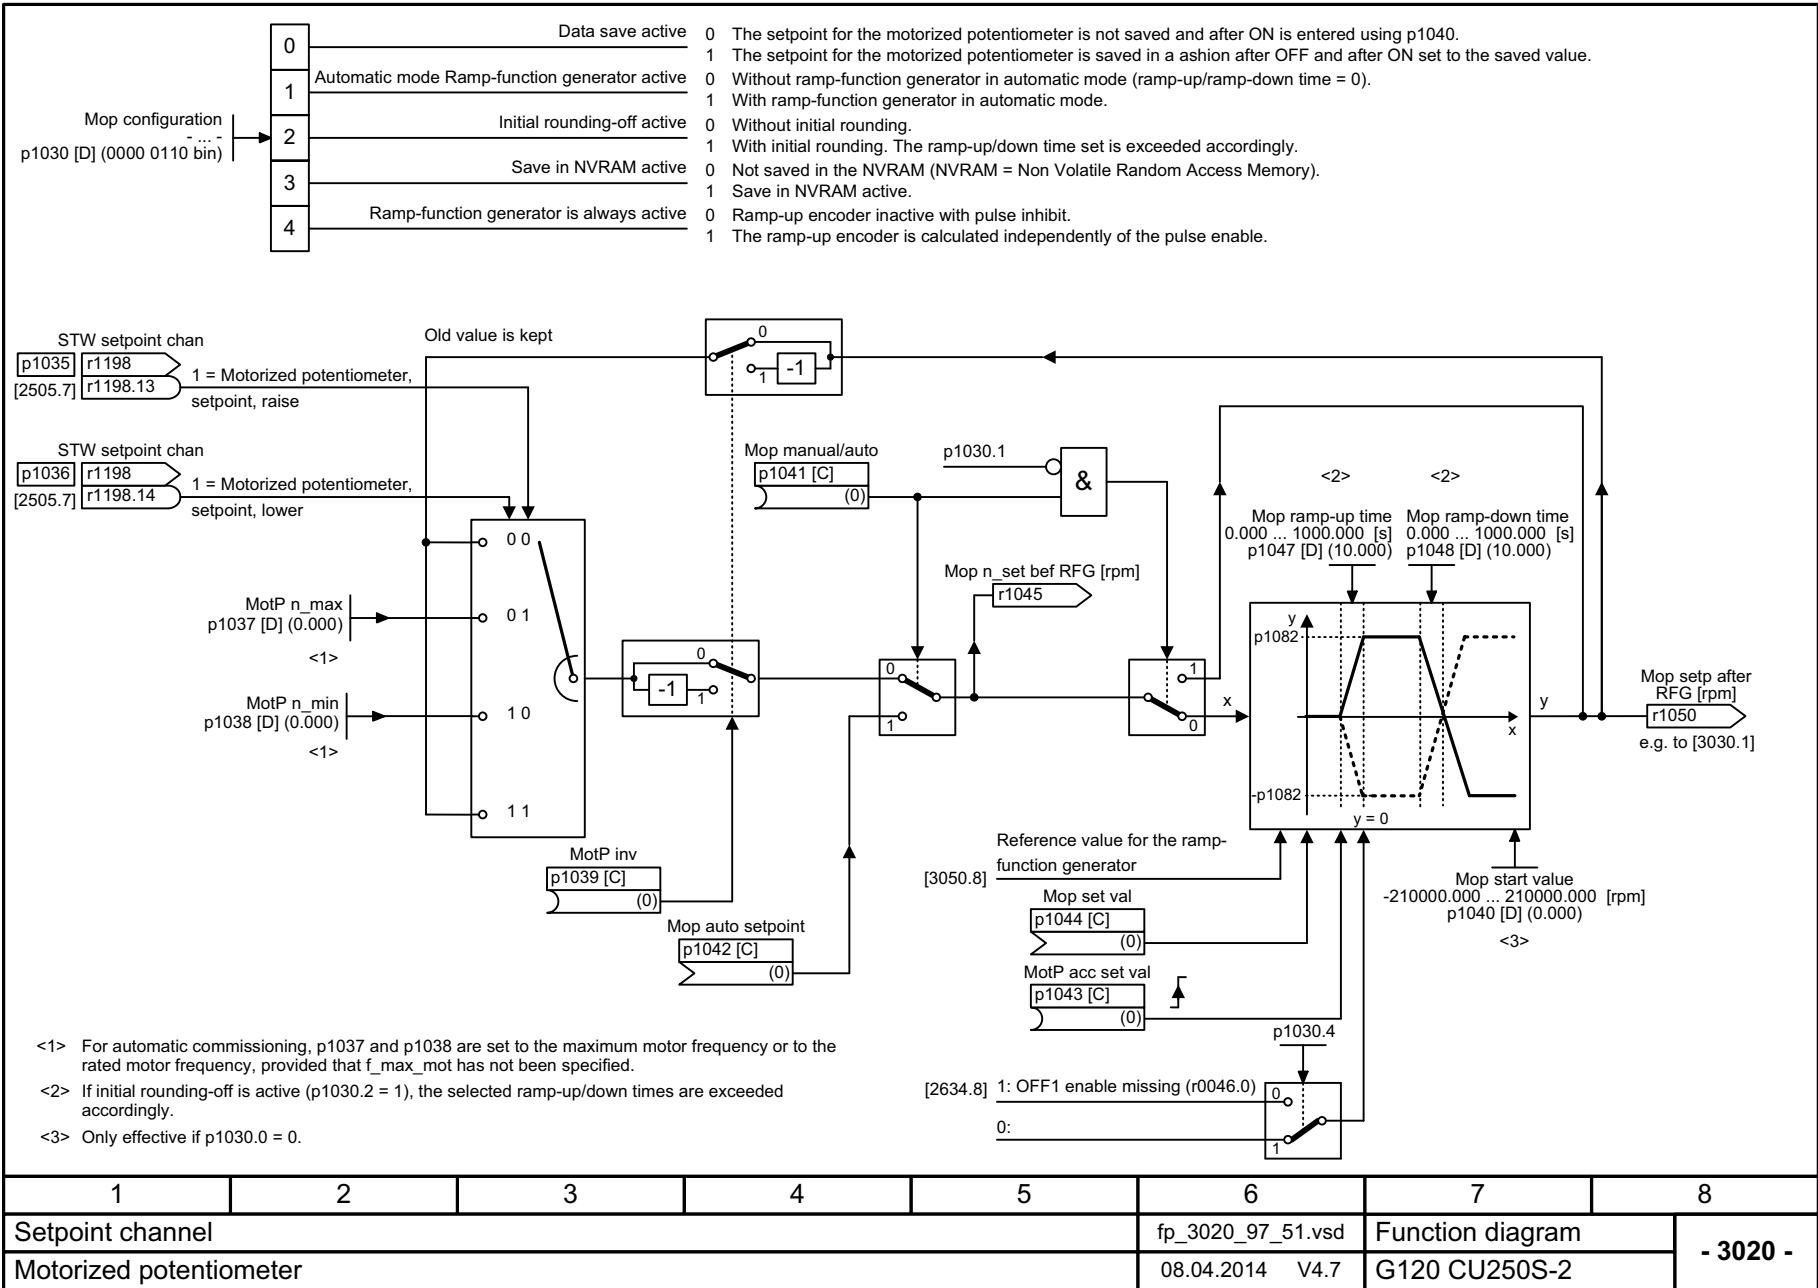 0
Data save active
0 The setpoint for the motorized potentiometer is not saved and after ON is entered using p1040.
1 The setpoint for the motorized potentiometer is saved in a ashion after OFF and after ON set to the saved value.
1
Automatic mode Ramp-function generator active
0 Without ramp-function generator in automatic mode (ramp-up/ramp-down time = 0).
1 With ramp-function generator in automatic mode.
Mop configuration
- ... -
p1030 [D] (0000 0110 bin)
2
Initial rounding-off active
0 Without initial rounding.
1 With initial rounding. The ramp-up/down time set is exceeded accordingly.
3
Save in NVRAM active
0 Not saved in the NVRAM (NVRAM = Non Volatile Random Access Memory).
1 Save in NVRAM active.
4
Ramp-function generator is always active
0 Ramp-up encoder inactive with pulse inhibit.
1 The ramp-up encoder is calculated independently of the pulse enable.
STW setpoint chan
p1035 r1198
[2505.7] r1198.13
1 = Motorized potentiometer,
setpoint, raise
Old value is kept
0
1
-1
STW setpoint chan
p1036 r1198
[2505.7] r1198.14
1 = Motorized potentiometer,
setpoint, lower
Mop manual/auto
p1041 [C]
(0)
p1030.1
&
<2>
<2>
Mop ramp-up time
0.000 ... 1000.000 [s]
p1047 [D] (10.000)
Mop ramp-down time
0.000 ... 1000.000 [s]
p1048 [D] (10.000)
0 0
0 1
1 0
1 1
MotP n_max
p1037 [D] (0.000)
<1>
MotP n_min
p1038 [D] (0.000)
<1>
-1
0
1
Mop n_set bef RFG [rpm]
r1045
0
1
1
0
x
y
p1082
-p1082
x
y = 0
y
Mop setp after
RFG [rpm]
r1050
e.g. to [3030.1]
MotP inv
p1039 [C]
(0)
Mop auto setpoint
p1042 [C]
(0)
Reference value for the ramp-
function generator
[3050.8]
Mop set val
p1044 [C]
(0)
MotP acc set val
p1043 [C]
(0)
Mop start value
-210000.000 ... 210000.000 [rpm]
p1040 [D] (0.000)
<3>
p1030.4
[2634.8] 1: OFF1 enable missing (r0046.0)
0
0:
1
<1> For automatic commissioning, p1037 and p1038 are set to the maximum motor frequency or to the
rated motor frequency, provided that f_max_mot has not been specified.
<2> If initial rounding-off is active (p1030.2 = 1), the selected ramp-up/down times are exceeded
accordingly.
<3> Only effective if p1030.0 = 0.
1 2 3 4 5 6 7 8
Setpoint channel
fp_3020_97_51.vsd
Function diagram
- 3020 -
Motorized potentiometer
08.04.2014 V4.7
G120 CU250S-2